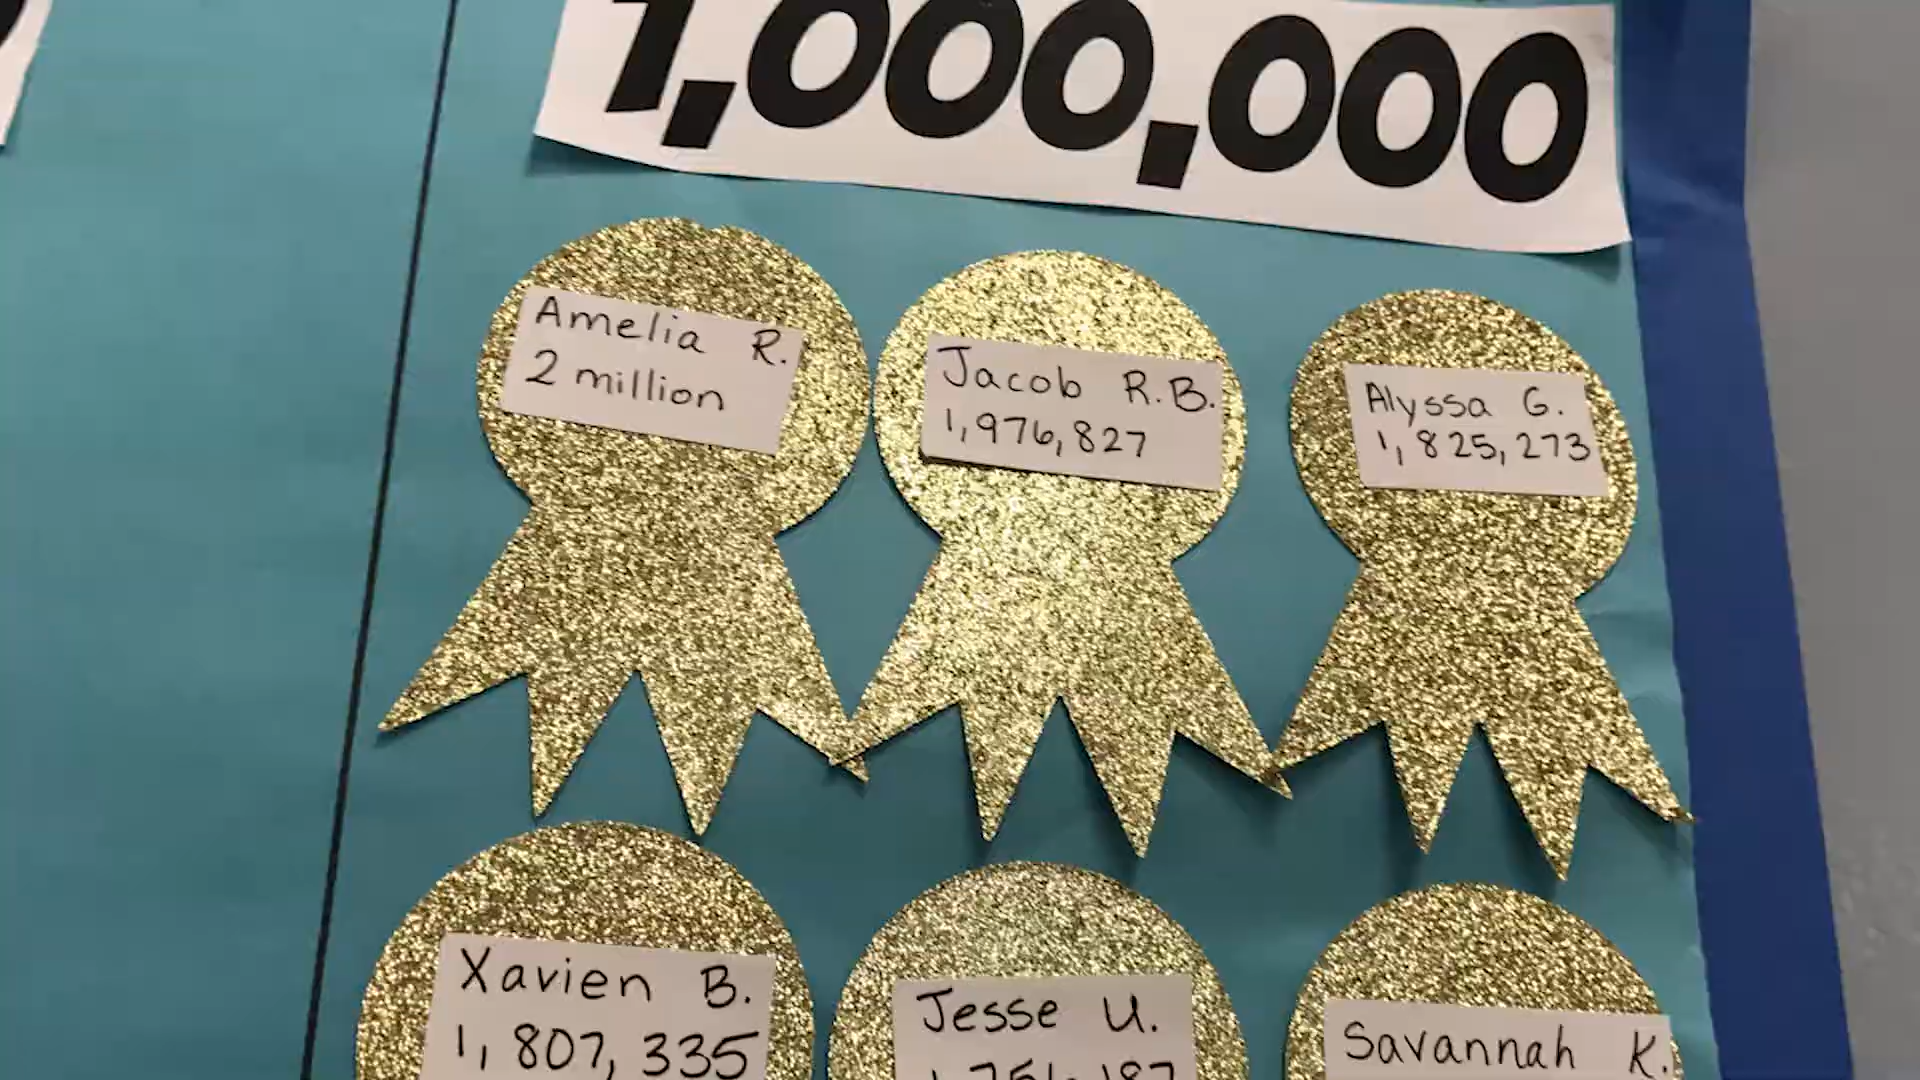 1,000,000
Amelia R.
2 million
Jacob R.B.
1,976,827
Alyssa G.
1,825,273
Xavien B.
1,807,335
Jesse U.
Savannah K.